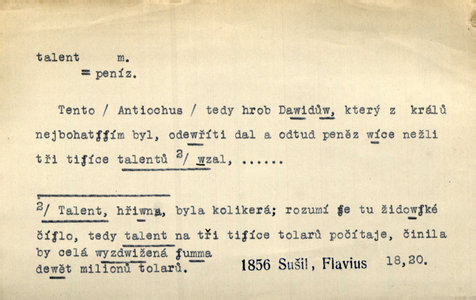 talent m.
= peníz.
Tento / Antiochus / tedy hrob Dawidůw, který z králů
nejbohatſſím byl, odewříti dal a odtud peněz wíce nežli
tři tiſíce talentů 2/ wzal, ......
2/ Talent, hřiwna, byla kolikerá; rozumí ſe tu židowſké
číſlo, tedy talent na tři tiſíce tolarů počítaje, činila
by celá wyzdwižená ſumma
dewět milionů tolarů. 1856 Sušil, Flavius 18,20.